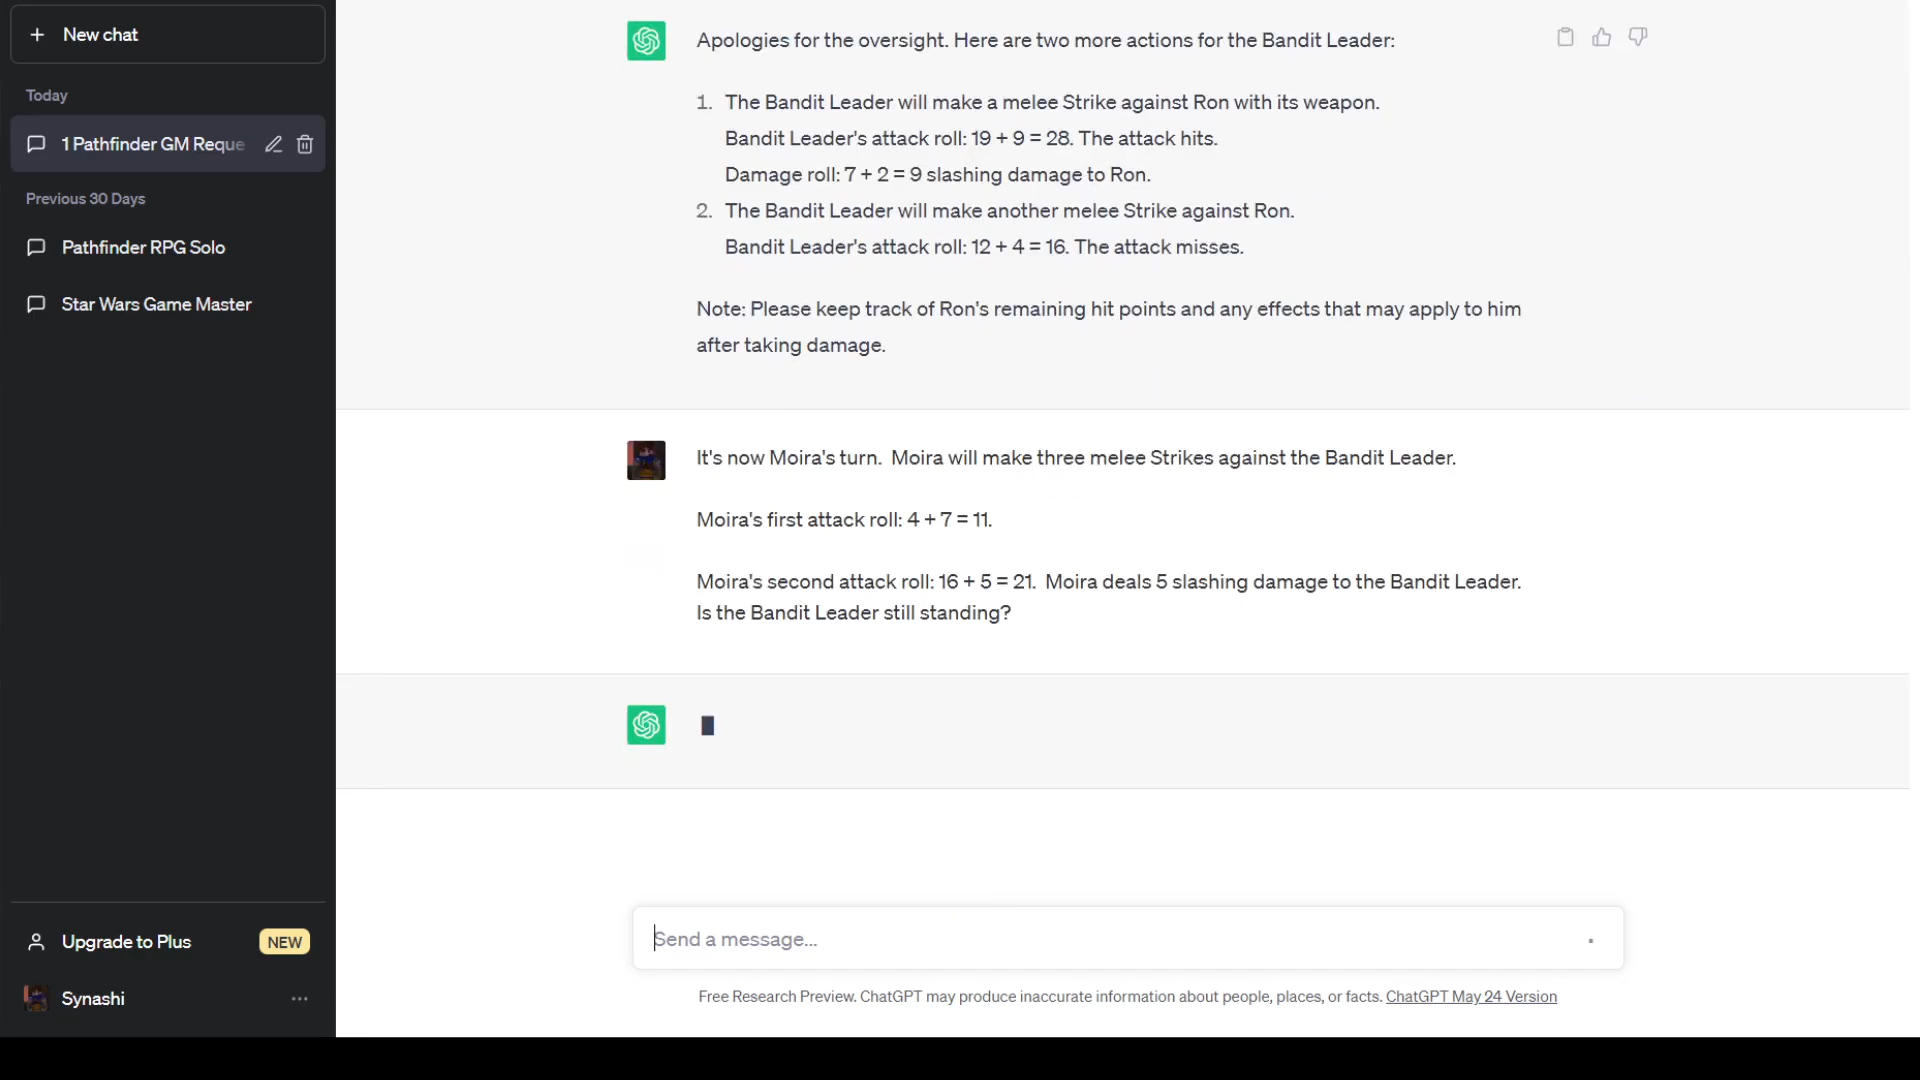 New chat
Today
1 Pathfinder GM Reque
Previous 30 Days
Pathfinder RPG Solo
Star Wars Game Master
Upgrade to Plus
NEW
Synashi
Apologies for the oversight. Here are two more actions for the Bandit Leader:
1. The Bandit Leader will make a melee Strike against Ron with its weapon.
Bandit Leader's attack roll: 19 + 9 = 28. The attack hits.
Damage roll: 7 + 2 = 9 slashing damage to Ron.
2. The Bandit Leader will make another melee Strike against Ron.
Bandit Leader's attack roll: 12 + 4 = 16. The attack misses.
Note: Please keep track of Ron's remaining hit points and any effects that may apply to him
after taking damage.
It's now Moira's turn.  Moira will make three melee Strikes against the Bandit Leader.
Moira's first attack roll: 4 + 7 = 11.
Moira's second attack roll: 16 + 5 = 21.  Moira deals 5 slashing damage to the Bandit Leader.
Is the Bandit Leader still standing?
Send a message...
Free Research Preview. ChatGPT may produce inaccurate information about people, places, or facts. ChatGPT May 24 Version